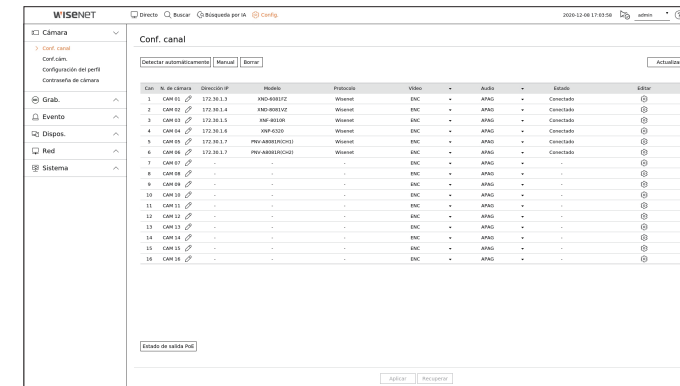 WISENET
Directo Buscar Búsqueda por IA Config. 2020-12-08 17:03:58 admin ?
Cámara
> Conf. canal
Conf.cám.
Configuración del perfil
Contraseña de cámara
Grab.
Evento
Dispos.
Red
Sistema
Conf. canal
Detectar automáticamente Manual Borrar Actualizar
Can N. de cámara Dirección IP Modelo Protocolo Vídeo Audio Estado Editar
1 CAM 01 172.30.1.3 XND-6081FZ Wisenet ENC APAG Conectado
2 CAM 02 172.30.1.4 XND-8081VZ Wisenet ENC APAG Conectado
3 CAM 03 172.30.1.5 XNF-8010R Wisenet ENC APAG Conectado
4 CAM 04 172.30.1.6 XNP-6320 Wisenet ENC APAG Conectado
5 CAM 05 172.30.1.7 PNV-A8081R(CH1) Wisenet ENC APAG Conectado
6 CAM 06 172.30.1.7 PNV-A8081R(CH2) Wisenet ENC APAG Conectado
7 CAM 07 - - - ENC APAG -
8 CAM 08 - - - ENC APAG -
9 CAM 09 - - - ENC APAG -
10 CAM 10 - - - ENC APAG -
11 CAM 11 - - - ENC APAG -
12 CAM 12 - - - ENC APAG -
13 CAM 13 - - - ENC APAG -
14 CAM 14 - - - ENC APAG -
15 CAM 15 - - - ENC APAG -
16 CAM 16 - - - ENC APAG -
Estado de salida PoE
Aplicar Recuperar